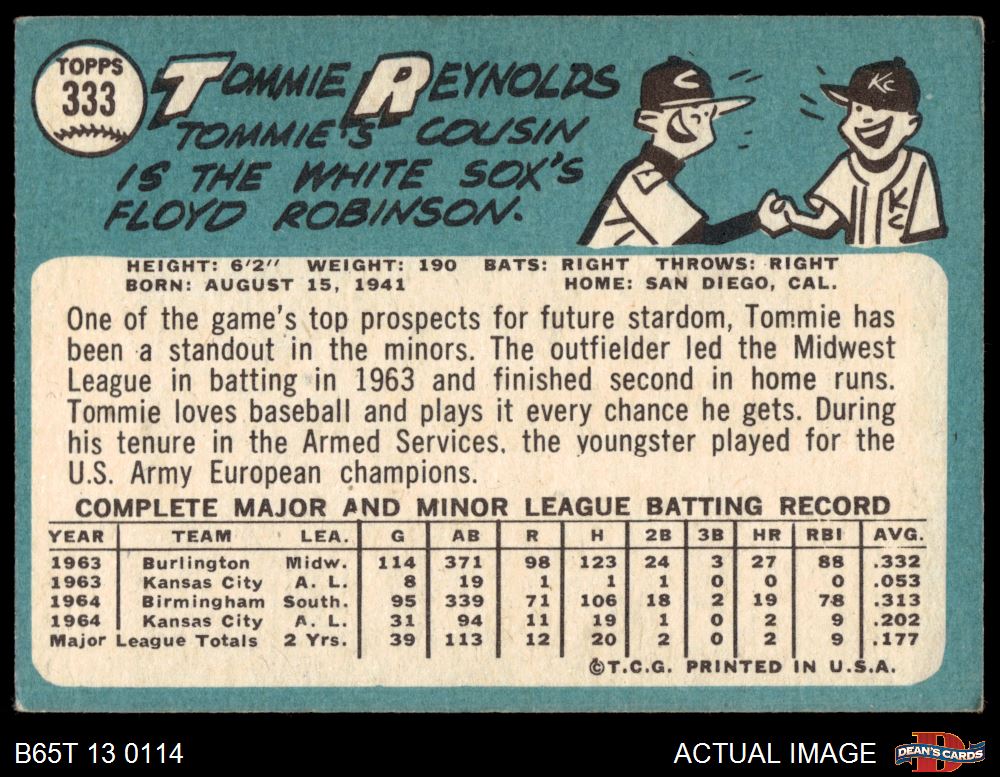 TOPPS
333
TOMMIE REYNOLDS
TOMMIE'S COUSIN
IS THE WHITE SOX'S
FLOYD ROBINSON.
C
KC
KC
HEIGHT: 6'2" WEIGHT: 190 BATS: RIGHT THROWS: RIGHT
BORN: AUGUST 15, 1941 HOME: SAN DIEGO, CAL.
One of the game's top prospects for future stardom, Tommie has
been a standout in the minors. The outfielder led the Midwest
League in batting in 1963 and finished second in home runs.
Tommie loves baseball and plays it every chance he gets. During
his tenure in the Armed Services, the youngster played for the
U.S. Army European champions.
COMPLETE MAJOR AND MINOR LEAGUE BATTING RECORD
YEAR TEAM LEA. G AB R H 2B 3B HR RBI AVG.
1963 Burlington Midw. 114 371 98 123 24 3 27 88 .332
1963 Kansas City A. L. 8 19 1 1 1 0 0 0 .053
1964 Birmingham South. 95 339 71 106 18 2 19 78 .313
1964 Kansas City A. L. 31 94 11 19 1 0 2 9 .202
Major League Totals 2 Yrs. 39 113 12 20 2 0 2 9 .177
©T.C.G. PRINTED IN U.S.A.
B65T 13 0114 ACTUAL IMAGE DEAN'S CARDS